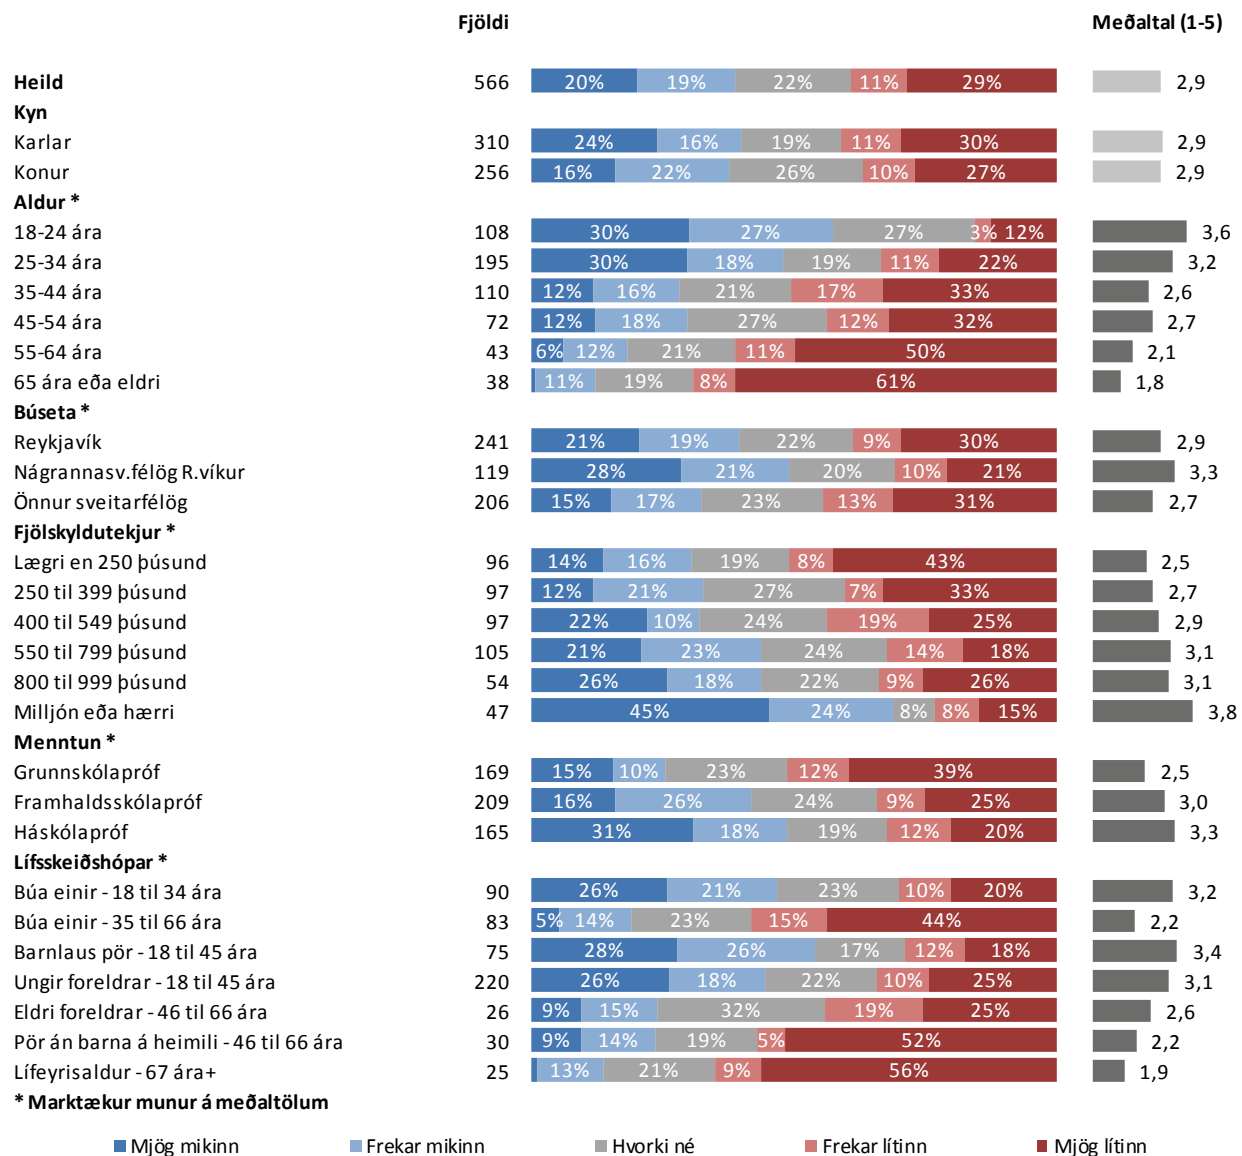 Fjöldi Meðaltal (1-5)
Heild 566 20% 19% 22% 11% 29% 2,9
Kyn
Karlar 310 24% 16% 19% 11% 30% 2,9
Konur 256 16% 22% 26% 10% 27% 2,9
Aldur *
18-24 ára 108 30% 27% 27% 3% 12% 3,6
25-34 ára 195 30% 18% 19% 11% 22% 3,2
35-44 ára 110 12% 16% 21% 17% 33% 2,6
45-54 ára 72 12% 18% 27% 12% 32% 2,7
55-64 ára 43 6% 12% 21% 11% 50% 2,1
65 ára eða eldri 38 11% 19% 8% 61% 1,8
Búseta *
Reykjavík 241 21% 19% 22% 9% 30% 2,9
Nágrannasv.félög R.víkur 119 28% 21% 20% 10% 21% 3,3
Önnur sveitarfélög 206 15% 17% 23% 13% 31% 2,7
Fjölskyldutekjur *
Lægri en 250 þúsund 96 14% 16% 19% 8% 43% 2,5
250 til 399 þúsund 97 12% 21% 27% 7% 33% 2,7
400 til 549 þúsund 97 22% 10% 24% 19% 25% 2,9
550 til 799 þúsund 105 21% 23% 24% 14% 18% 3,1
800 til 999 þúsund 54 26% 18% 22% 9% 26% 3,1
Milljón eða hærri 47 45% 24% 8% 8% 15% 3,8
Menntun *
Grunnskólapróf 169 15% 10% 23% 12% 39% 2,5
Framhaldsskólapróf 209 16% 26% 24% 9% 25% 3,0
Háskólapróf 165 31% 18% 19% 12% 20% 3,3
Lífsskeiðshópar *
Búa einir - 18 til 34 ára 90 26% 21% 23% 10% 20% 3,2
Búa einir - 35 til 66 ára 83 5% 14% 23% 15% 44% 2,2
Barnlaus pör - 18 til 45 ára 75 28% 26% 17% 12% 18% 3,4
Ungir foreldrar - 18 til 45 ára 220 26% 18% 22% 10% 25% 3,1
Eldri foreldrar - 46 til 66 ára 26 9% 15% 32% 19% 25% 2,6
Pör án barna á heimili - 46 til 66 ára 30 9% 14% 19% 5% 52% 2,2
Lífeyrisaldur - 67 ára+ 25 13% 21% 9% 56% 1,9
* Marktækur munur á meðaltölum
Mjög mikinn Frekar mikinn Hvorki né Frekar lítinn Mjög lítinn